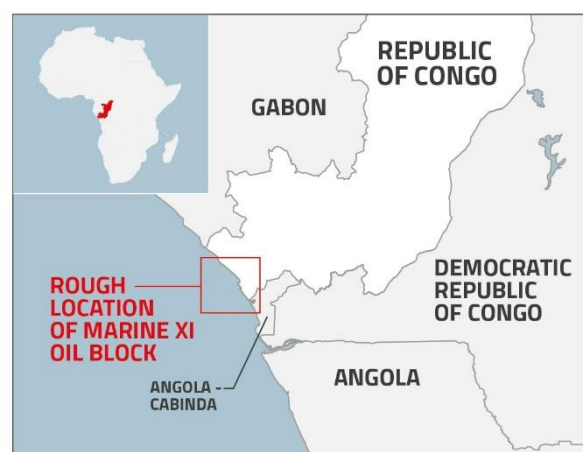 REPUBLIC
OF CONGO
GABON
DEMOCRATIC
REPUBLIC
OF CONGO
ROUGH
LOCATION
OF MARINE XI
OIL BLOCK
ANGOLA -
CABINDA
ANGOLA